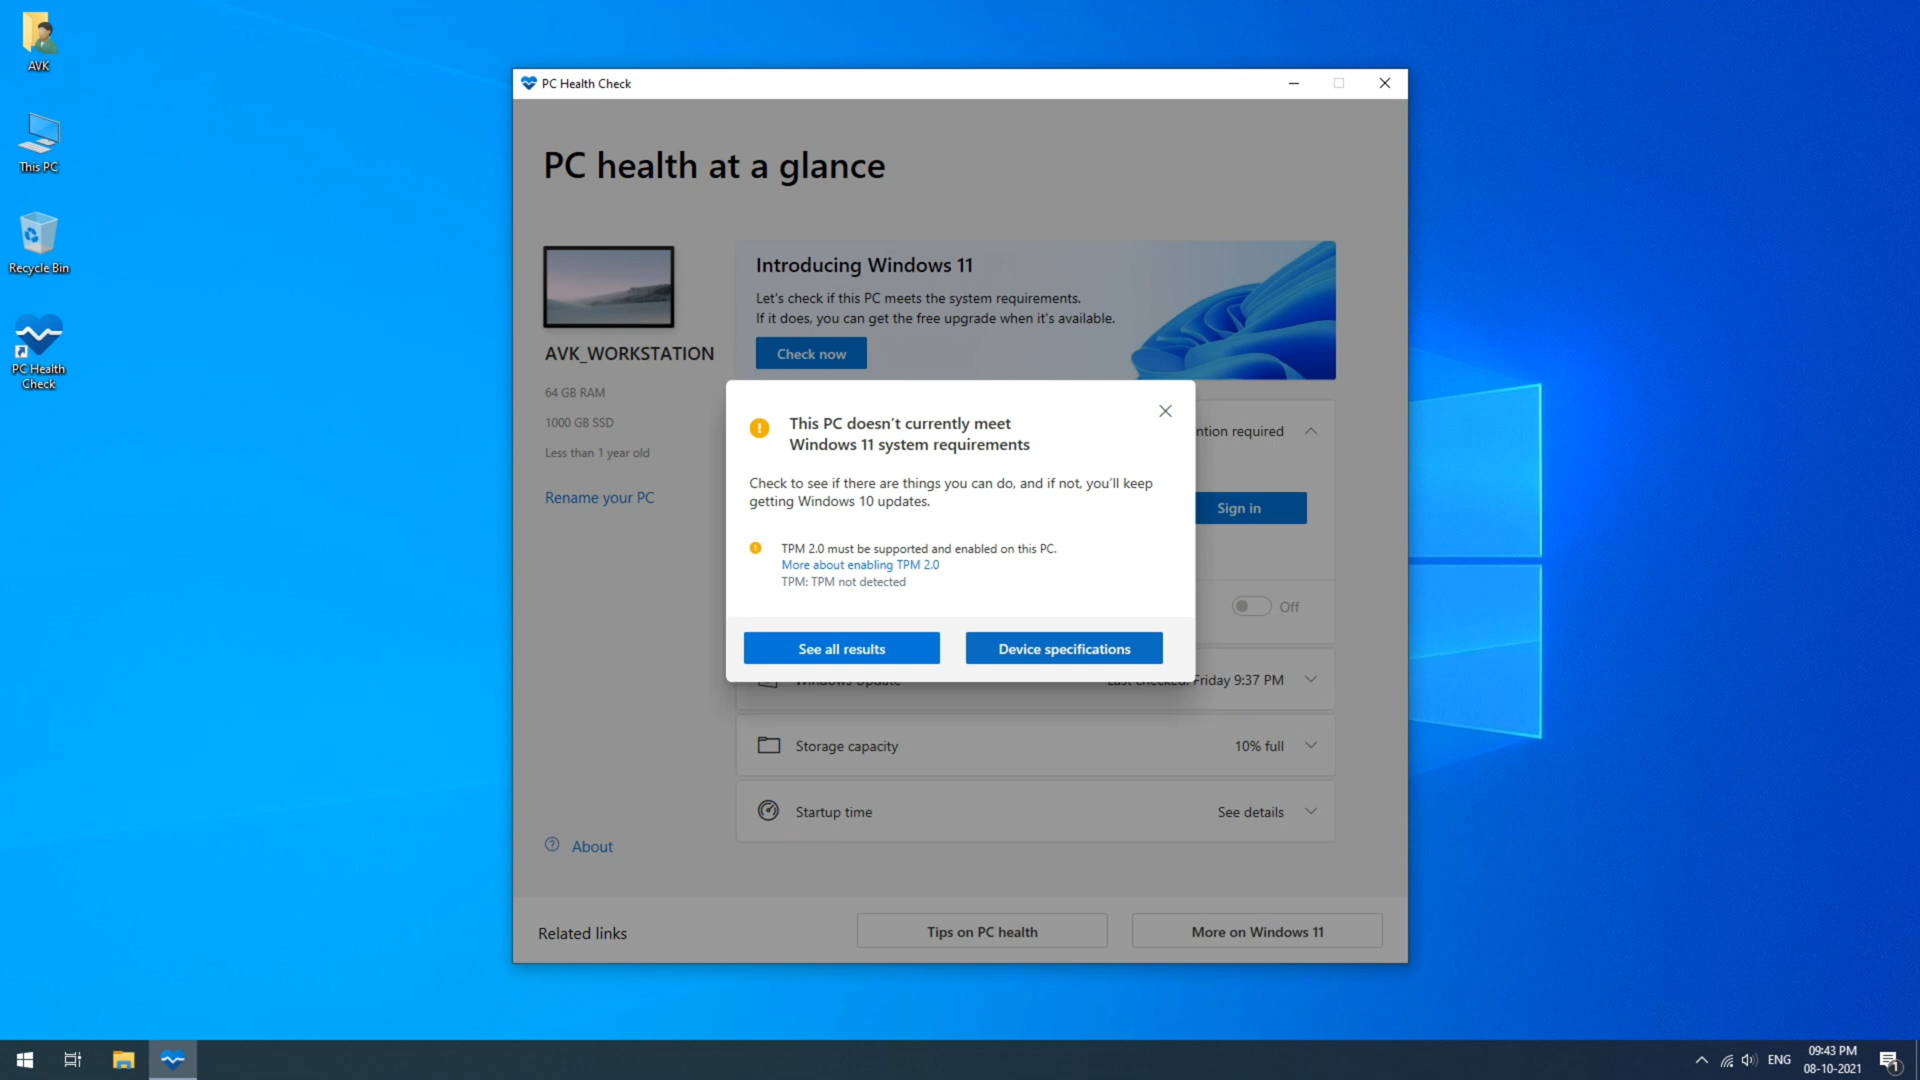 AVK
This PC
Recycle Bin
PC Health
Check
PC Health Check
PC health at a glance
AVK_WORKSTATION
64 GB RAM
1000 GB SSD
Less than 1 year old
Rename your PC
About
Introducing Windows 11
Let's check if this PC meets the system requirements.
If it does, you can get the free upgrade when it's available.
Check now
This PC doesn't currently meet
Windows 11 system requirements
Check to see if there are things you can do, and if not, you'll keep
getting Windows 10 updates.
TPM 2.0 must be supported and enabled on this PC.
More about enabling TPM 2.0
TPM: TPM not detected
See all results
Device specifications
required
Sign in
Off
Windows Update
Last checked: Friday 9:37 PM
Storage capacity
10% full
Startup time
See details
Related links
Tips on PC health
More on Windows 11
ENG
09:43 PM
08-10-2021
1